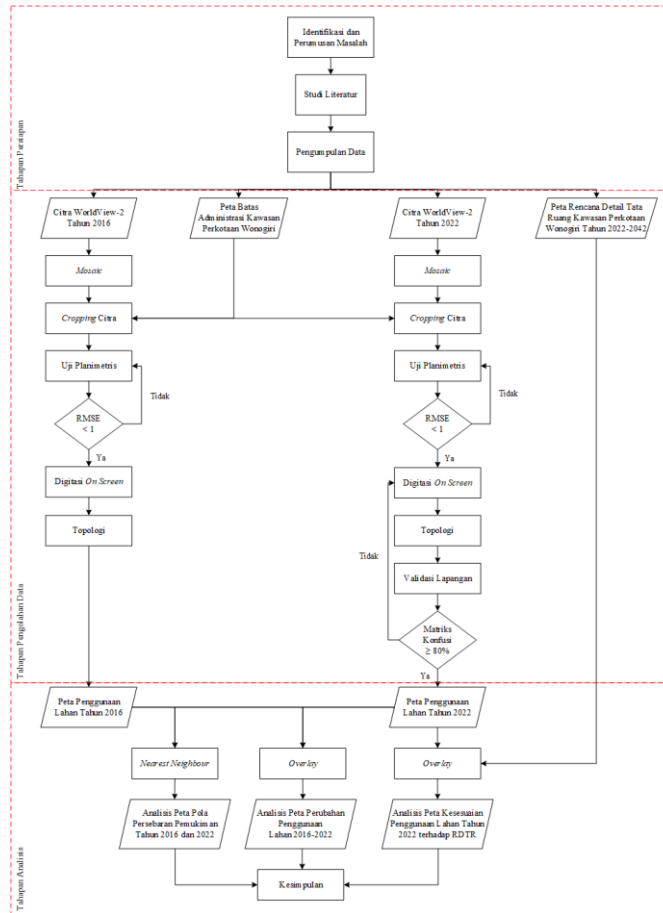 Identifikasi dan
Perumusan Masalah
Studi Literatur
Pengumpulan Data
Tahapan Persiapan
Citra WorldView-2
Tahun 2016
Peta Batas
Administrasi Kawasan
Perkotaan Wonogiri
Citra WorldView-2
Tahun 2022
Peta Rencana Detail Tata
Ruang Kawasan Perkotaan
Wonogiri Tahun 2022-2042
Mosaic
Mosaic
Cropping Citra
Cropping Citra
Uji Planimetris
Uji Planimetris
Tidak
Tidak
RMSE
< 1
RMSE
< 1
Ya
Ya
Digitasi On Screen
Digitasi On Screen
Topologi
Topologi
Tidak
Validasi Lapangan
Matriks
Konfusi
≥ 80%
Ya
Tahapan Pengolahan Data
Peta Penggunaan
Lahan Tahun 2016
Peta Penggunaan
Lahan Tahun 2022
Nearest Neighbour
Overlay
Overlay
Analisis Peta Pola
Persebaran Pemukiman
Tahun 2016 dan 2022
Analisis Peta Perubahan
Penggunaan
Lahan 2016-2022
Analisis Peta Kesesuaian
Penggunaan Lahan Tahun
2022 terhadap RDTR
Kesimpulan
Tahapan Analisis